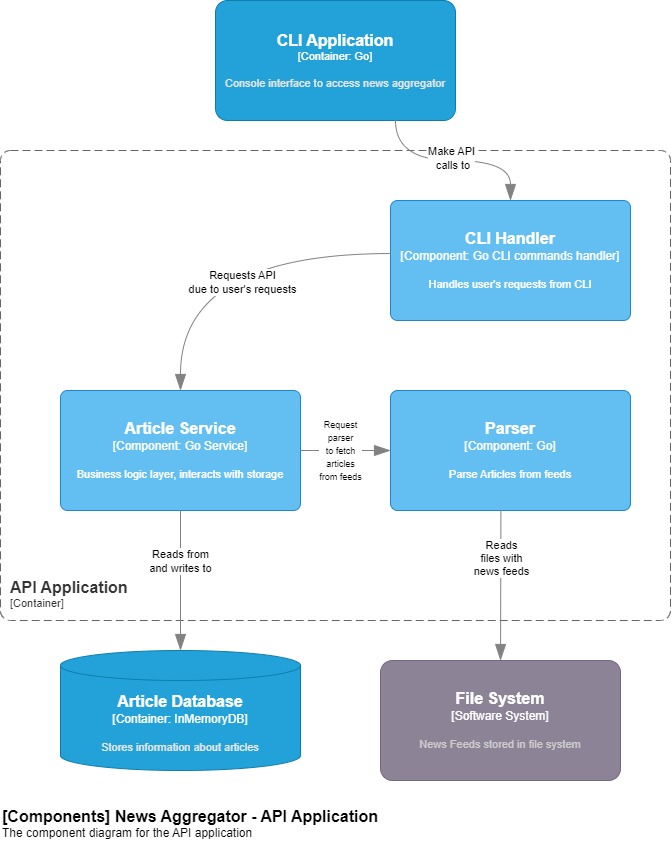 CLI Application
[Container: Go]
Console interface to access news aggregator
Make API
calls to
CLI Handler
[Component: Go CLI commands handler]
Handles user's requests from CLI
Requests API
due to user's requests
Article Service
[Component: Go Service]
Business logic layer, interacts with storage
Request
parser
to fetch
articles
from feeds
Parser
[Component: Go]
Parse Articles from feeds
Reads from
and writes to
Reads
files with
news feeds
API Application
[Container]
Article Database
[Container: InMemoryDB]
Stores information about articles
File System
[Software System]
News Feeds stored in file system
[Components] News Aggregator - API Application
The component diagram for the API application